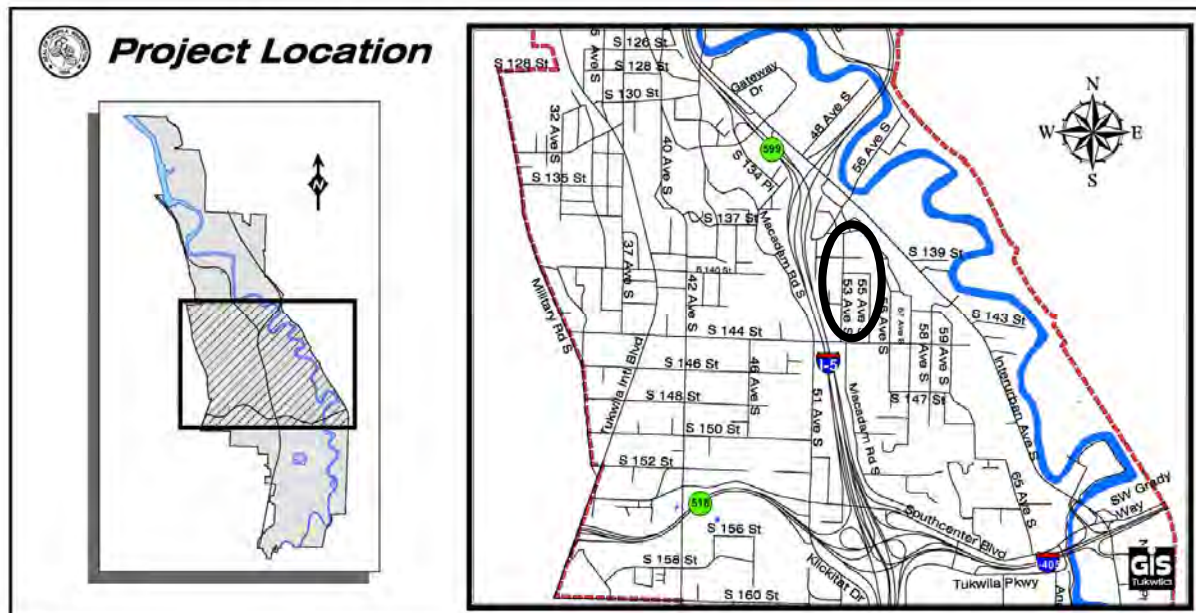 Project Location
N
N
W E
S
S 126 St
S 128 St
S 128 St
S 130 St
Gateway Dr
48 Ave S
32 Ave S
40 Ave S
599
S 134 Pl
56 Ave S
S 135 St
S 137 St
Macadam Rd S
37 Ave S
S 139 St
S 140 St
42 Ave S
53 Ave S
55 Ave S
56 Ave S
57 Ave S
58 Ave S
59 Ave S
S 143 St
Military Rd S
S 144 St
I-5
S 146 St
46 Ave S
S 147 St
Interurban Ave S
S 148 St
Tukwila Intl Blvd
51 Ave S
Macadam Rd S
S 150 St
S 152 St
65 Ave S
SW Grady Way
518
Southcenter Blvd
S 156 St
S 158 St
Klickitat Dr
I-405
Tukwila Pkwy
S 160 St
GIS
Tukwila